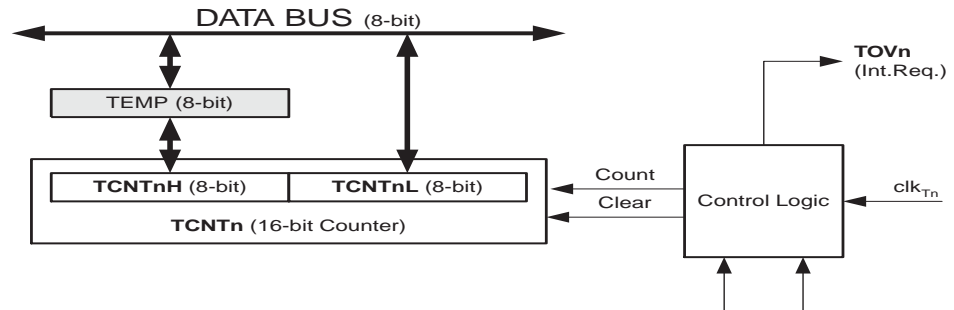 DATA BUS (8-bit)
TOVn
(Int.Req.)
TEMP (8-bit)
TCNTnH (8-bit) TCNTnL (8-bit)
TCNTn (16-bit Counter)
Count
Clear
Control Logic
clkTn